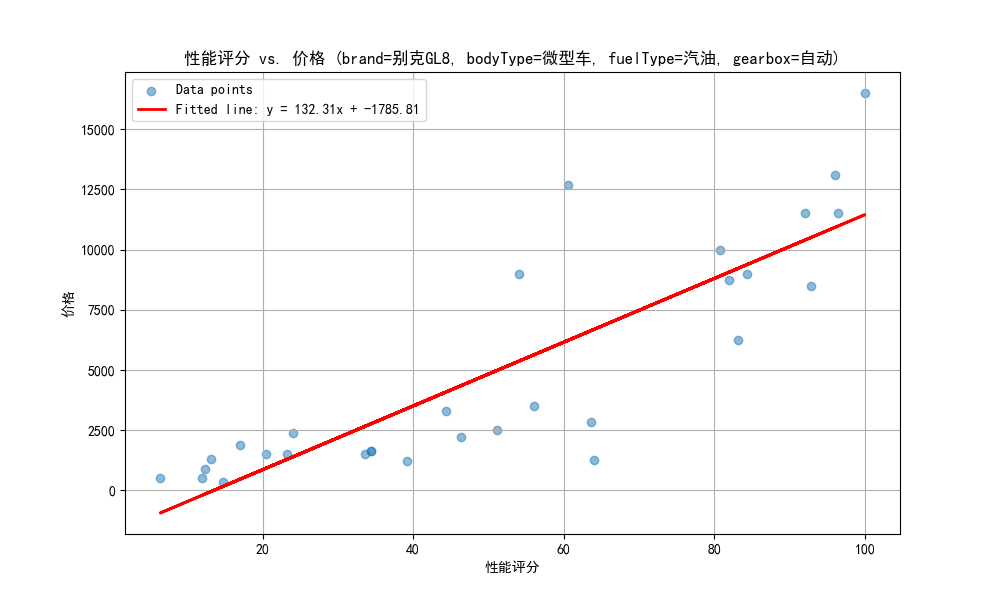 性能评分 vs. 价格 (brand=别克GL8, bodyType=微型车, fuelType=汽油, gearbox=自动)
Data points
Fitted line: y = 132.31x + -1785.81
15000
12500
10000
7500
5000
2500
0
价格
20
40
60
80
100
性能评分